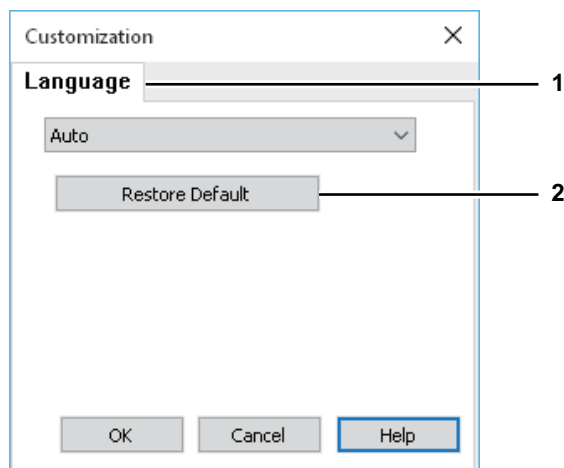 Customization
Language
1
Auto
Restore Default
2
OK Cancel Help